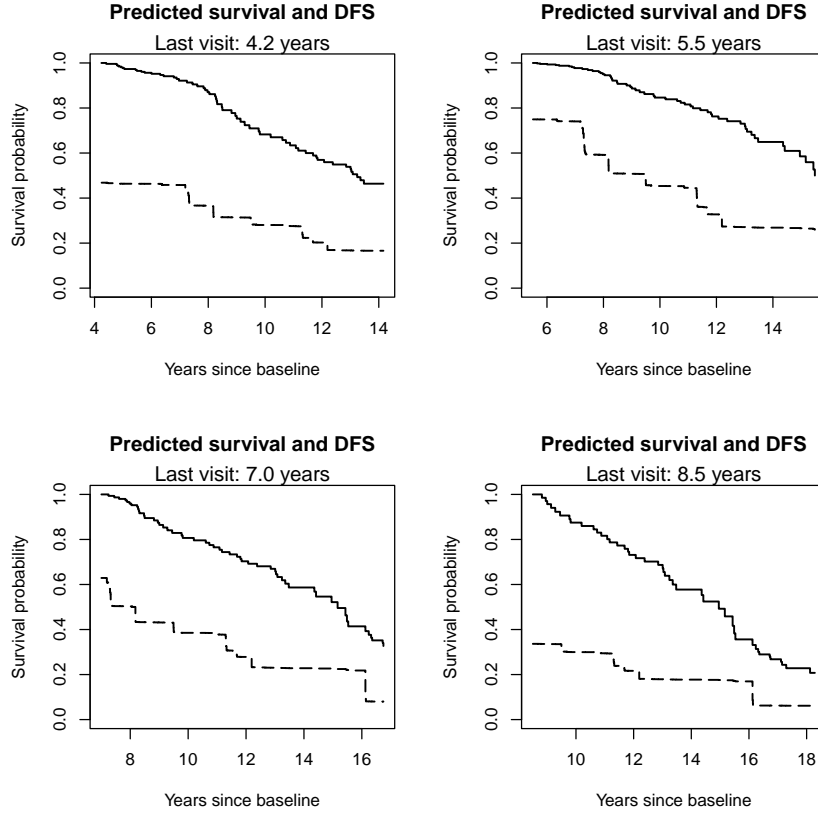 Predicted survival and DFS
Last visit: 4.2 years
Survival probability
1.0
0.8
0.6
0.4
0.2
0.0
4 6 8 10 12 14
Years since baseline
Predicted survival and DFS
Last visit: 5.5 years
Survival probability
1.0
0.8
0.6
0.4
0.2
0.0
6 8 10 12 14
Years since baseline
Predicted survival and DFS
Last visit: 7.0 years
Survival probability
1.0
0.8
0.6
0.4
0.2
0.0
8 10 12 14 16
Years since baseline
Predicted survival and DFS
Last visit: 8.5 years
Survival probability
1.0
0.8
0.6
0.4
0.2
0.0
10 12 14 16 18
Years since baseline